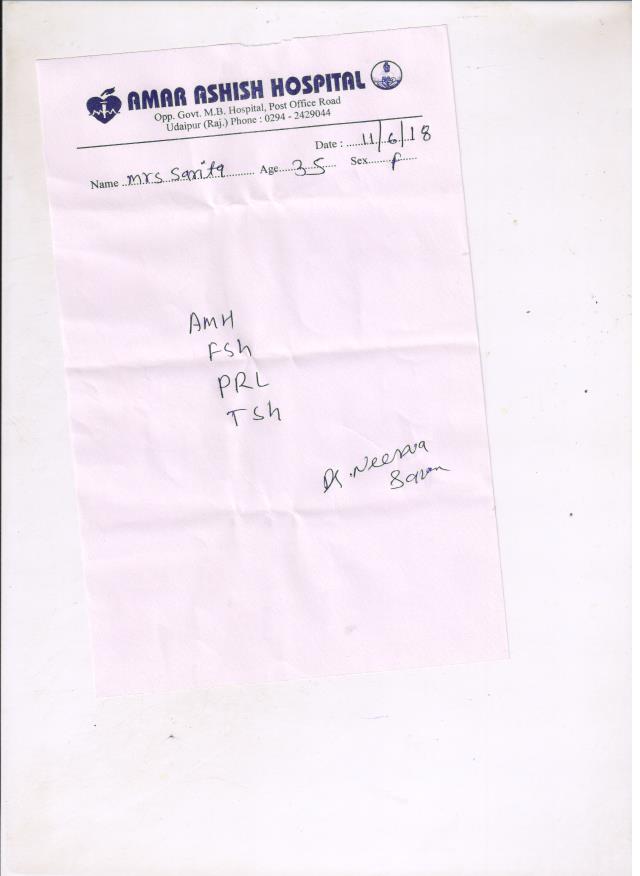 AMAR ASHISH HOSPITAL
Opp. Govt. M.B. Hospital, Post Office Road
Udaipur (Raj.) Phone : 0294 - 2429044
Date : 11/6/18
Name Mrs Sarita Age 35 Sex F
AMH
FSh
PRL
TSh
Dr. Neerja